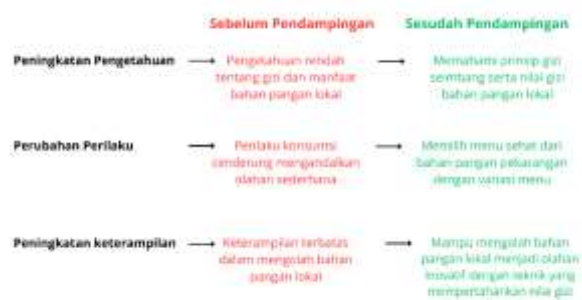 Sebelum Pendampingan
Sesudah Pendampingan
Peningkatan Pengetahuan
Pengetahuan rendah
tentang gizi dan manfaat
bahan pangan lokal
Memahami prinsip gizi
seimbang serta nilai gizi
bahan pangan lokal
Perubahan Perilaku
Perilaku konsumsi
cenderung mengandalkan
olahan sederhana
Memilih menu sehat dari
bahan pangan pekarangan
dengan variasi menu
Peningkatan keterampilan
Keterampilan terbatas
dalam mengolah bahan
pangan lokal
Mampu mengolah bahan
pangan lokal menjadi olahan
inovatif dengan teknik yang
mempertahankan nilai gizi